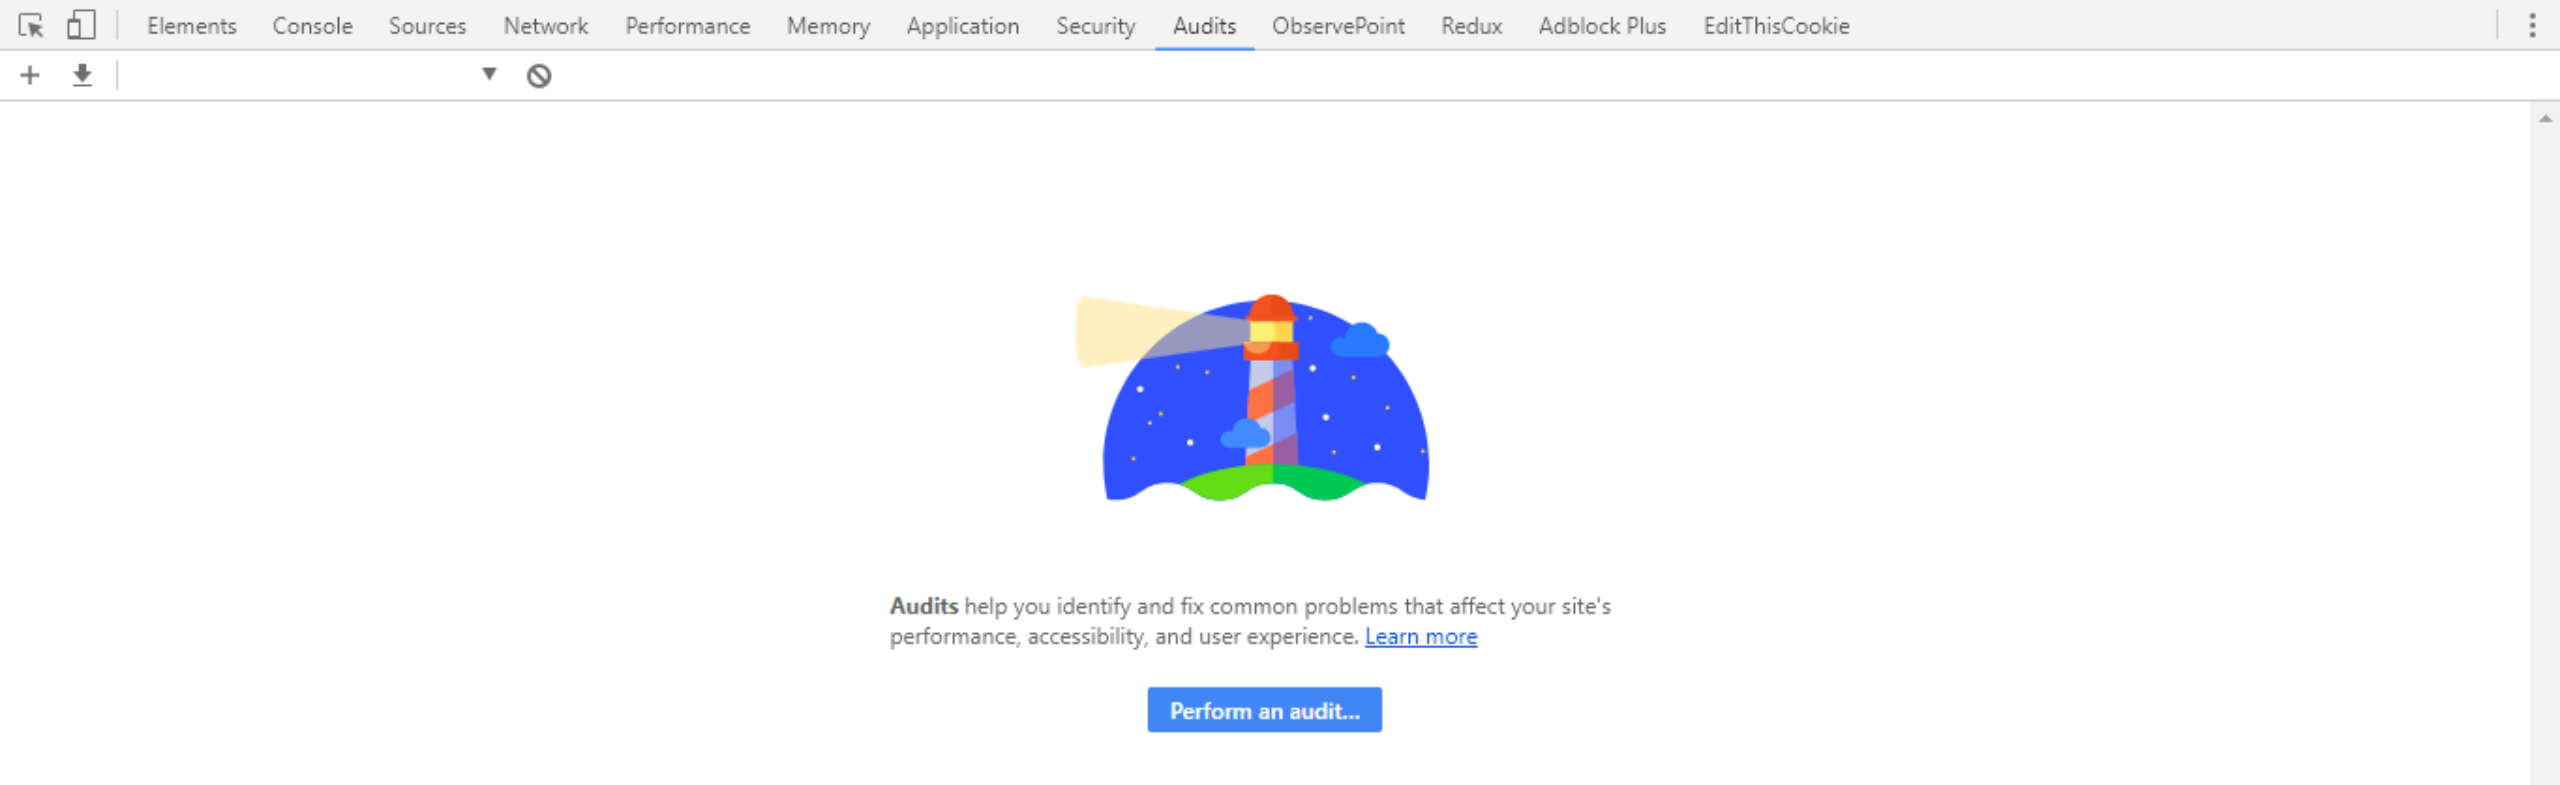 Elements Console Sources Network Performance Memory Application Security Audits ObservePoint Redux Adblock Plus EditThisCookie
Audits help you identify and fix common problems that affect your site's
performance, accessibility, and user experience. Learn more
Perform an audit...